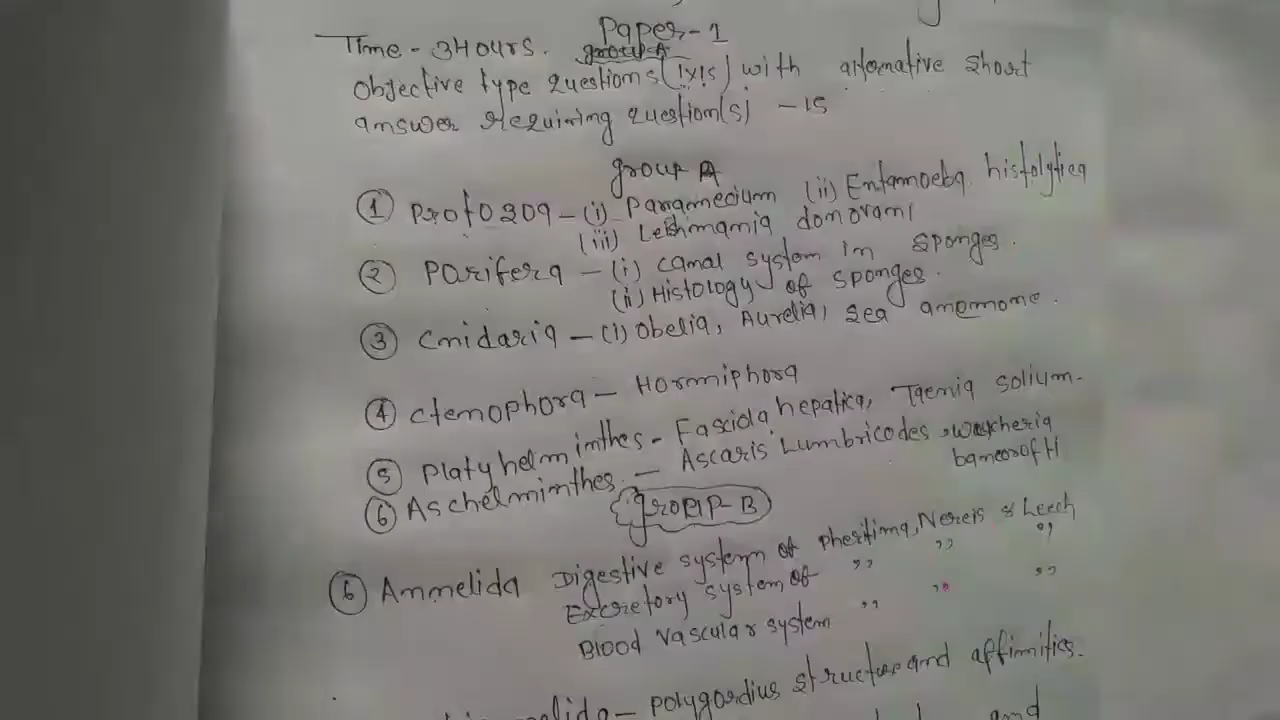 Paper-1
Time - 3Hours. group-A
Objective type questions (1x15) with alternative short
answer requiring question(s) - 15
group A
① Protozoa - (i) Paramecium (ii) Entamoeba histolytica
(iii) Leishmania donovani
② Porifera - (i) canal system in sponges.
(ii) Histology of sponges.
③ Cnidaria - (i) Obelia, Aurelia, Sea anemone.
④ Ctenophora - Hormiphora
⑤ Platyhelminthes - Fasciola hepatica, Taenia solium-
⑥ Aschelminthes - Ascaris Lumbricodes,
bancrofti
group-B
⑥ Annelida Digestive system of pheritima, Nereis & Leech
Excretory system of ,, ,, ,,
Blood Vascular system ,, ,, ,,
polygordius structure and affinities.
and